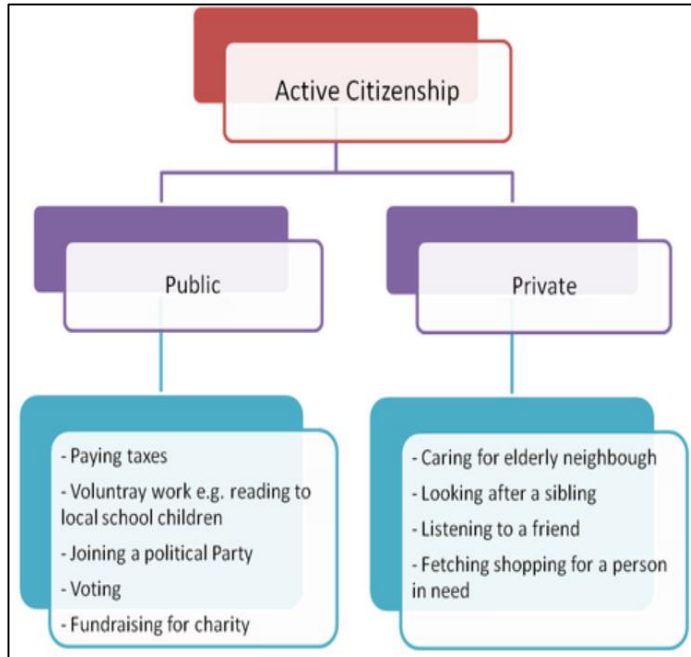 Active Citizenship
Public
Private
- Paying taxes
- Voluntray work e.g. reading to
local school children
- Joining a political Party
- Voting
- Fundraising for charity
- Caring for elderly neighbough
- Looking after a sibling
- Listening to a friend
- Fetching shopping for a person
in need